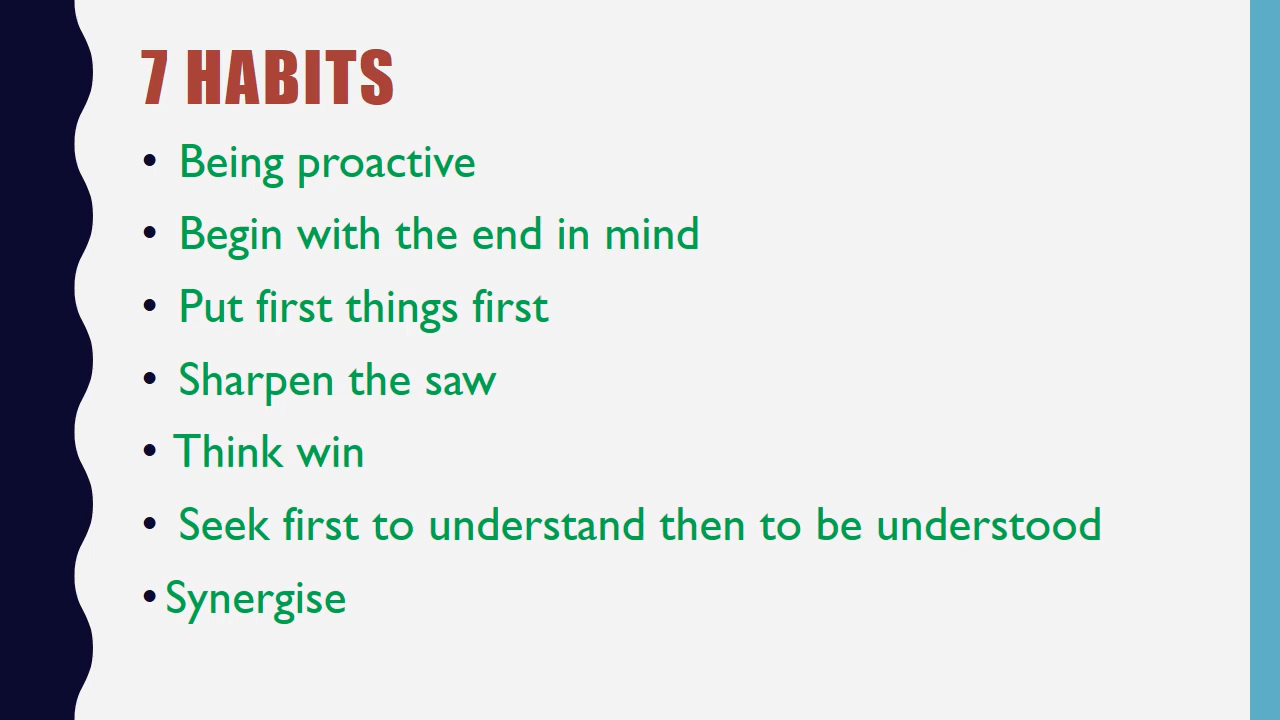 7 HABITS
• Being proactive
• Begin with the end in mind
• Put first things first
• Sharpen the saw
• Think win
• Seek first to understand then to be understood
• Synergise